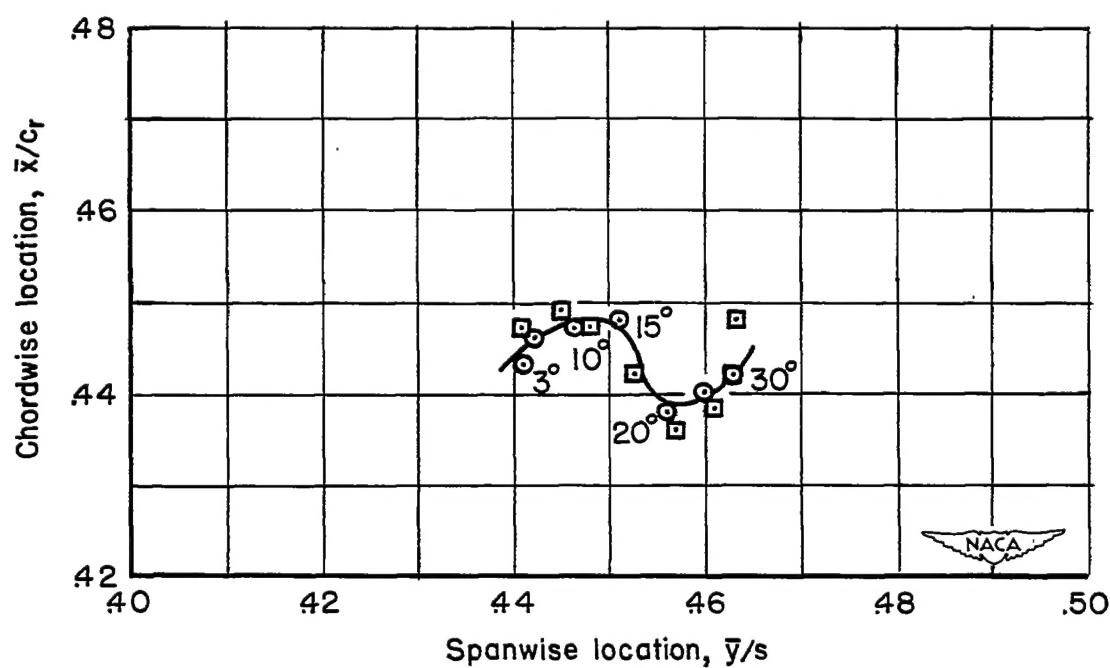 Chordwise location, x̄/cᵣ
.48
.46
.44
.42
3°
10°
15°
20°
30°
NACA
.40 .42 .44 .46 .48 .50
Spanwise location, ȳ/s